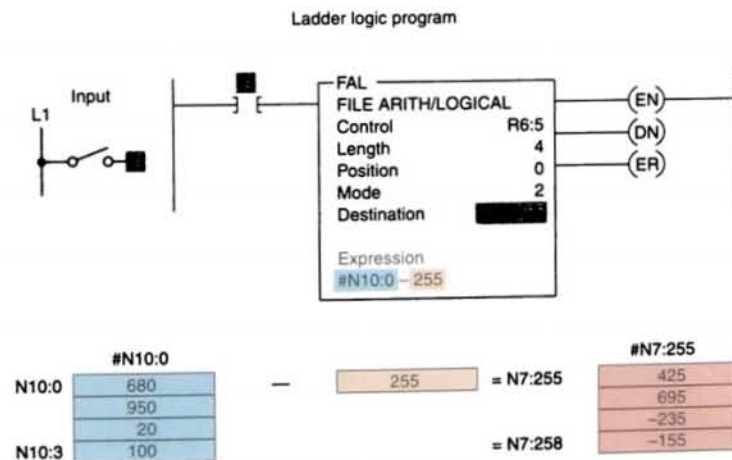 Ladder logic program
Input
L1
FAL
FILE ARITH/LOGICAL
Control R6:5
Length 4
Position 0
Mode 2
Destination
Expression
#N10:0 – 255
EN
DN
ER
#N10:0
#N7:255
N10:0 680 — 255 = N7:255 425
950 695
20 –235
N10:3 100 = N7:258 –155